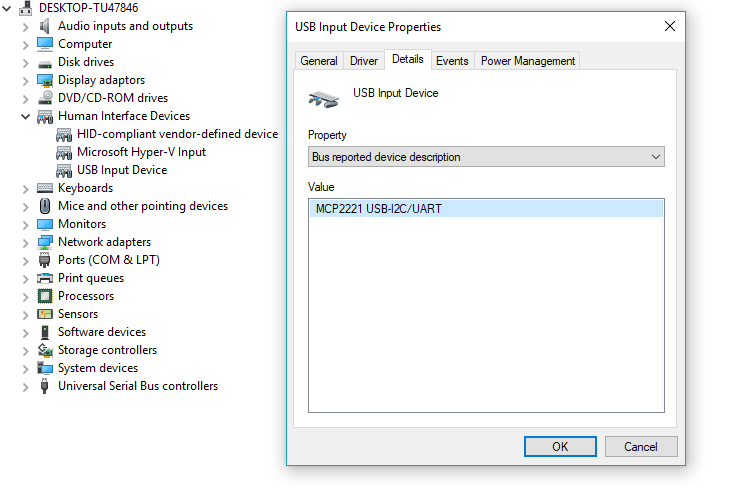 DESKTOP-TU47846
Audio inputs and outputs
Computer
Disk drives
Display adaptors
DVD/CD-ROM drives
Human Interface Devices
HID-compliant vendor-defined device
Microsoft Hyper-V Input
USB Input Device
Keyboards
Mice and other pointing devices
Monitors
Network adapters
Ports (COM & LPT)
Print queues
Processors
Sensors
Software devices
Storage controllers
System devices
Universal Serial Bus controllers
USB Input Device Properties
General Driver Details Events Power Management
USB Input Device
Property
Bus reported device description
Value
MCP2221 USB-I2C/UART
OK Cancel